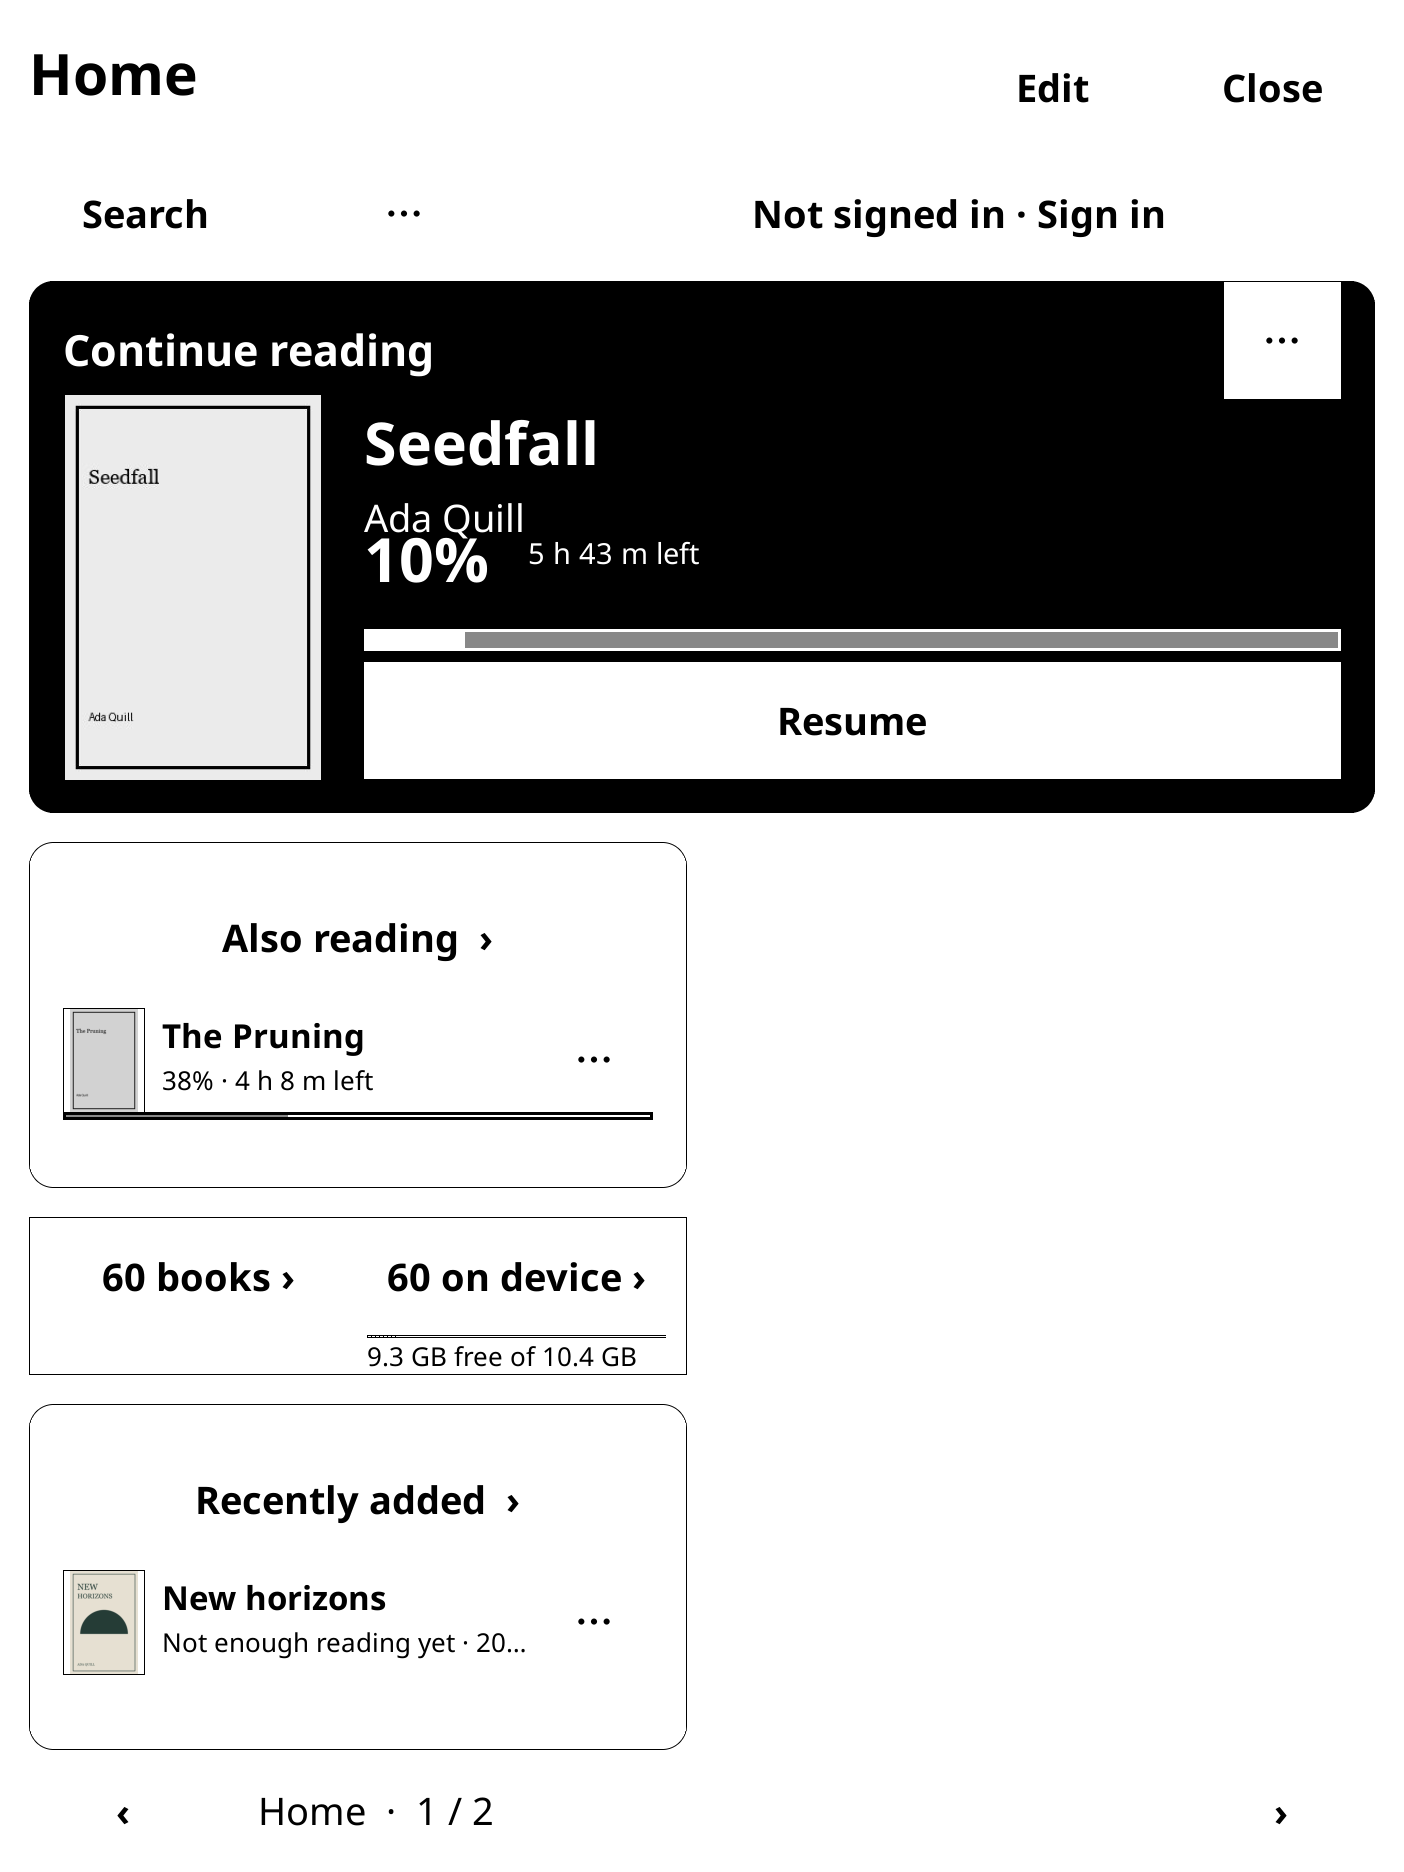 Home
Edit
Close
Search
...
Not signed in · Sign in
Continue reading
...
Seedfall
Ada Quill
Seedfall
Ada Quill
10%
5 h 43 m left
Resume
Also reading ›
The Pruning
The Pruning
38% · 4 h 8 m left
...
60 books ›
60 on device ›
9.3 GB free of 10.4 GB
Recently added ›
NEW
HORIZONS
New horizons
Not enough reading yet · 20...
...
‹
Home · 1 / 2
›